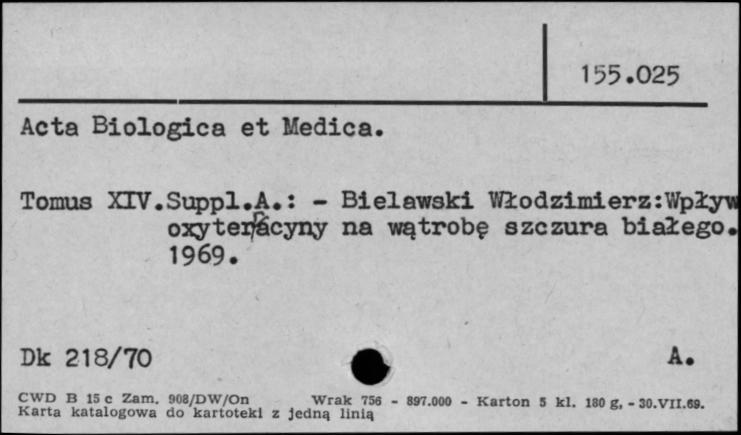 155.025
Acta Biologica et Medica.
Tomus XIV.Suppl.A.: - Bielawski Włodzimierz:Wpływ
oxyterracyny na wątrobę szczura białego.
1969.
Dk 218/70
A.
CWD B 15 c Zam. 908/DW/On Wrak 756 - 897.000 - Karton 5 kl. 180 g, - 30.VII.69.
Karta katalogowa do kartoteki z jedną linią